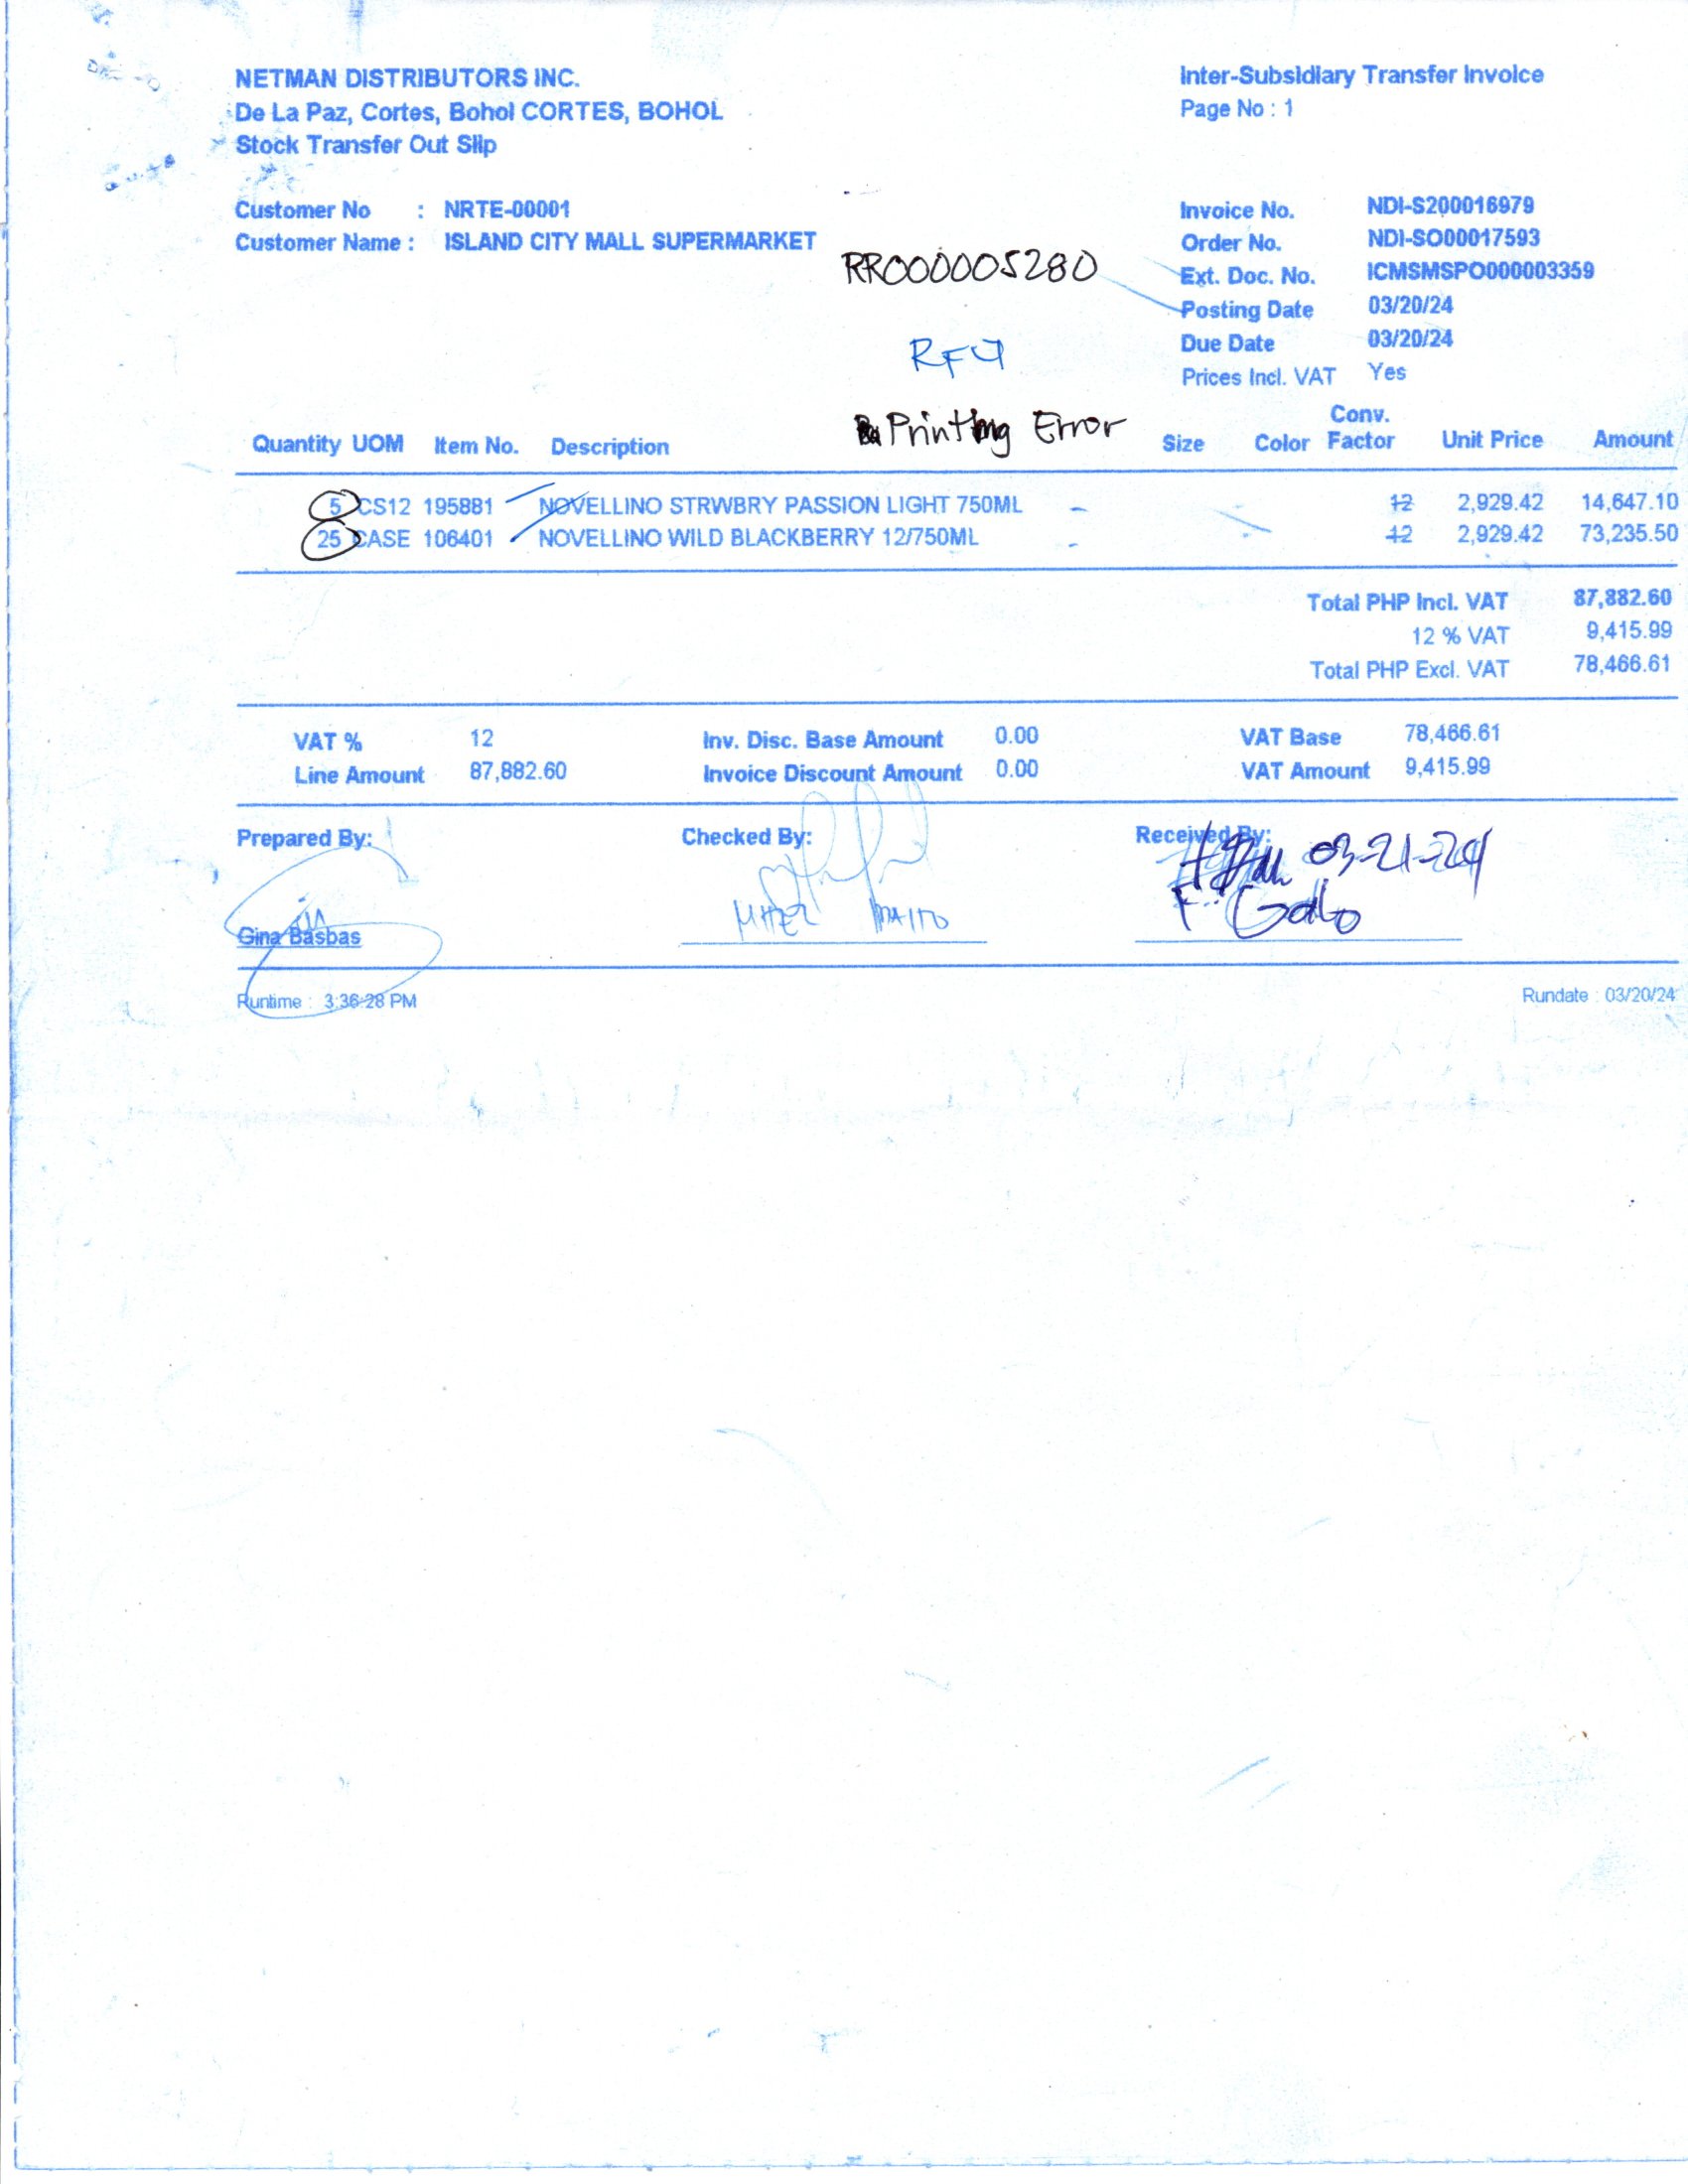 NETMAN DISTRIBUTORS INC.
De La Paz, Cortes, Bohol CORTES, BOHOL
Stock Transfer Out Slip
Inter-Subsidiary Transfer Invoice
Page No : 1
Customer No : NRTE-00001
Customer Name : ISLAND CITY MALL SUPERMARKET
RR000005280
RF4
Printing Error
Invoice No. NDI-S200016979
Order No. NDI-SO00017593
Ext. Doc. No. ICMSMSPO000003359
Posting Date 03/20/24
Due Date 03/20/24
Prices Incl. VAT Yes
Quantity UOM Item No. Description Size Color Conv. Factor Unit Price Amount
5 CS12 195881 NOVELLINO STRWBRY PASSION LIGHT 750ML - 12 2,929.42 14,647.10
25 CASE 106401 NOVELLINO WILD BLACKBERRY 12/750ML - 12 2,929.42 73,235.50
Total PHP Incl. VAT 87,882.60
12 % VAT 9,415.99
Total PHP Excl. VAT 78,466.61
VAT % 12 Inv. Disc. Base Amount 0.00 VAT Base 78,466.61
Line Amount 87,882.60 Invoice Discount Amount 0.00 VAT Amount 9,415.99
Prepared By: Checked By: Received By:
03-21-24
Gina Basbas
Runtime : 3:36:28 PM Rundate : 03/20/24